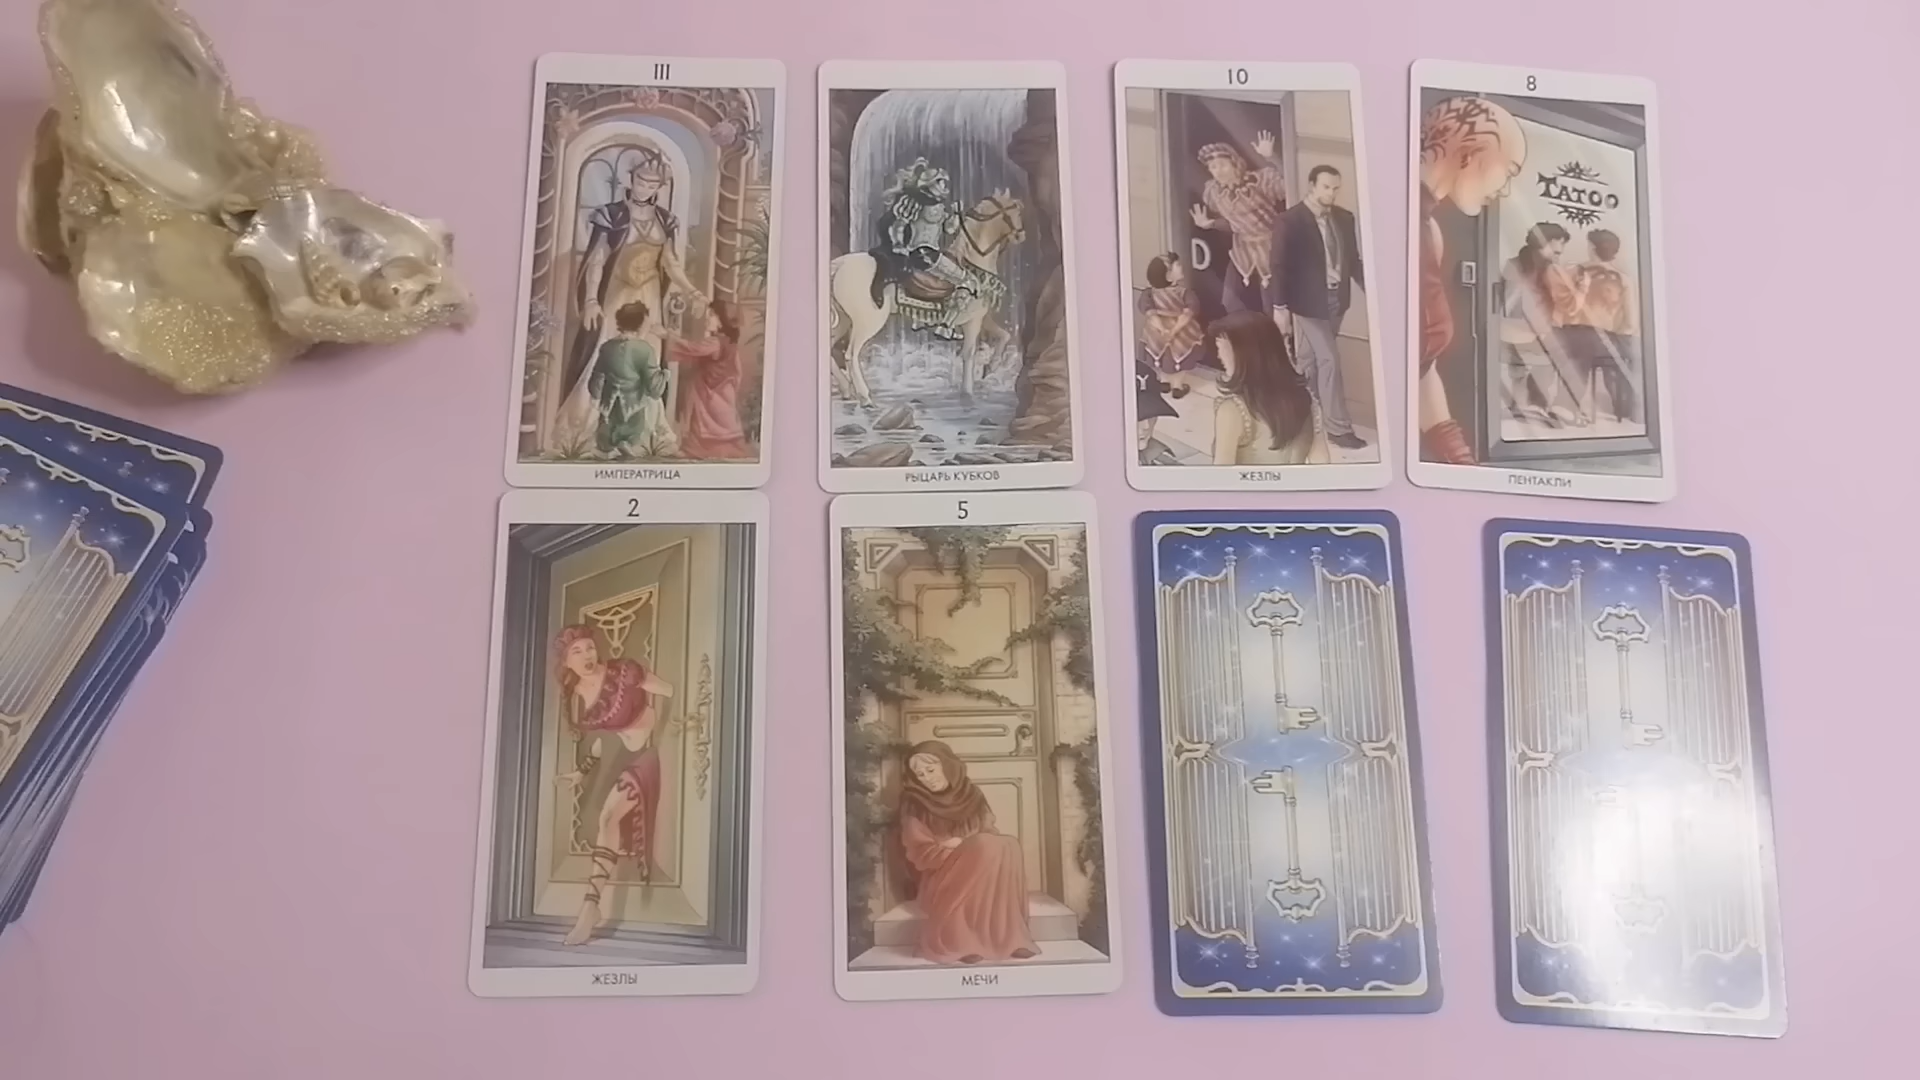 III
ИМПЕРАТРИЦА
РЫЦАРЬ КУБКОВ
10
D
Y
ЖЕЗЛЫ
8
TATOO
ПЕНТАКЛИ
2
ЖЕЗЛЫ
5
МЕЧИ